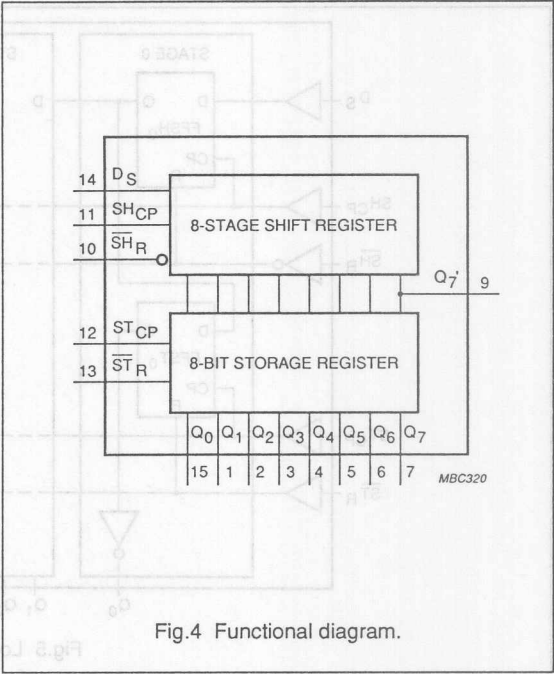 14 DS
11 SHCP
8-STAGE SHIFT REGISTER
10 S̅H̅R
Q7' 9
12 STCP
8-BIT STORAGE REGISTER
13 S̅T̅R
Q0 Q1 Q2 Q3 Q4 Q5 Q6 Q7
15 1 2 3 4 5 6 7
MBC320
Fig.4 Functional diagram.